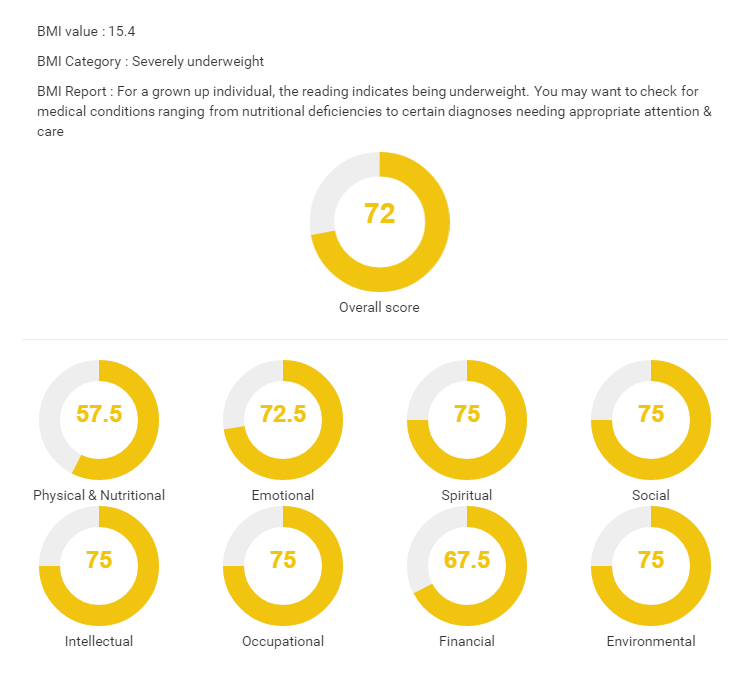 BMI value : 15.4
BMI Category : Severely underweight
BMI Report : For a grown up individual, the reading indicates being underweight. You may want to check for
medical conditions ranging from nutritional deficiencies to certain diagnoses needing appropriate attention &
care
72
Overall score
57.5 72.5 75 75
Physical & Nutritional Emotional Spiritual Social
75 75 67.5 75
Intellectual Occupational Financial Environmental